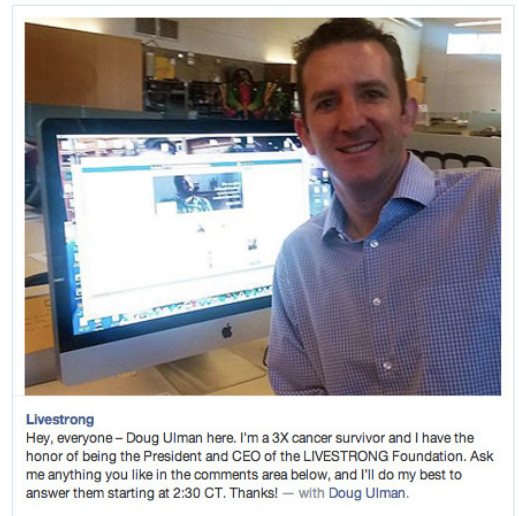 Livestrong
Hey, everyone – Doug Ulman here. I'm a 3X cancer survivor and I have the
honor of being the President and CEO of the LIVESTRONG Foundation. Ask
me anything you like in the comments area below, and I'll do my best to
answer them starting at 2:30 CT. Thanks! — with Doug Ulman.